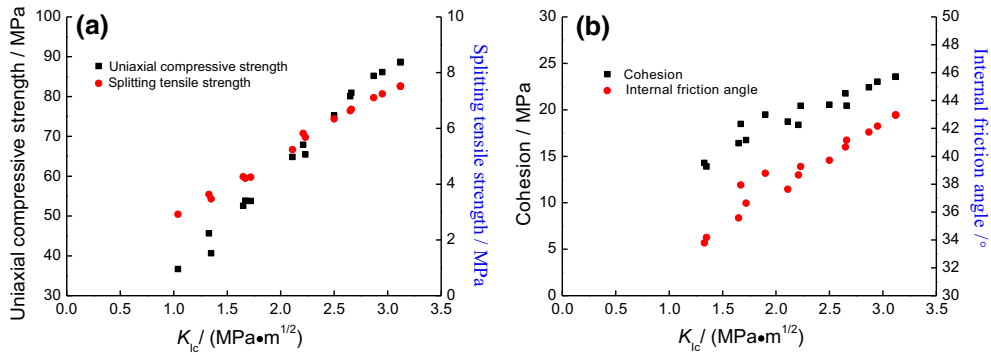 (a)
Uniaxial compressive strength
Splitting tensile strength
Uniaxial compressive strength / MPa
100
90
80
70
60
50
40
30
Splitting tensile strength / MPa
10
8
6
4
2
0
0.0 0.5 1.0 1.5 2.0 2.5 3.0 3.5
K_Ic / (MPa●m^1/2)
(b)
Cohesion
Internal friction angle
Cohesion / MPa
30
25
20
15
10
5
0
Internal friction angle /°
50
48
46
44
42
40
38
36
34
32
30
0.0 0.5 1.0 1.5 2.0 2.5 3.0 3.5
K_Ic / (MPa●m^1/2)